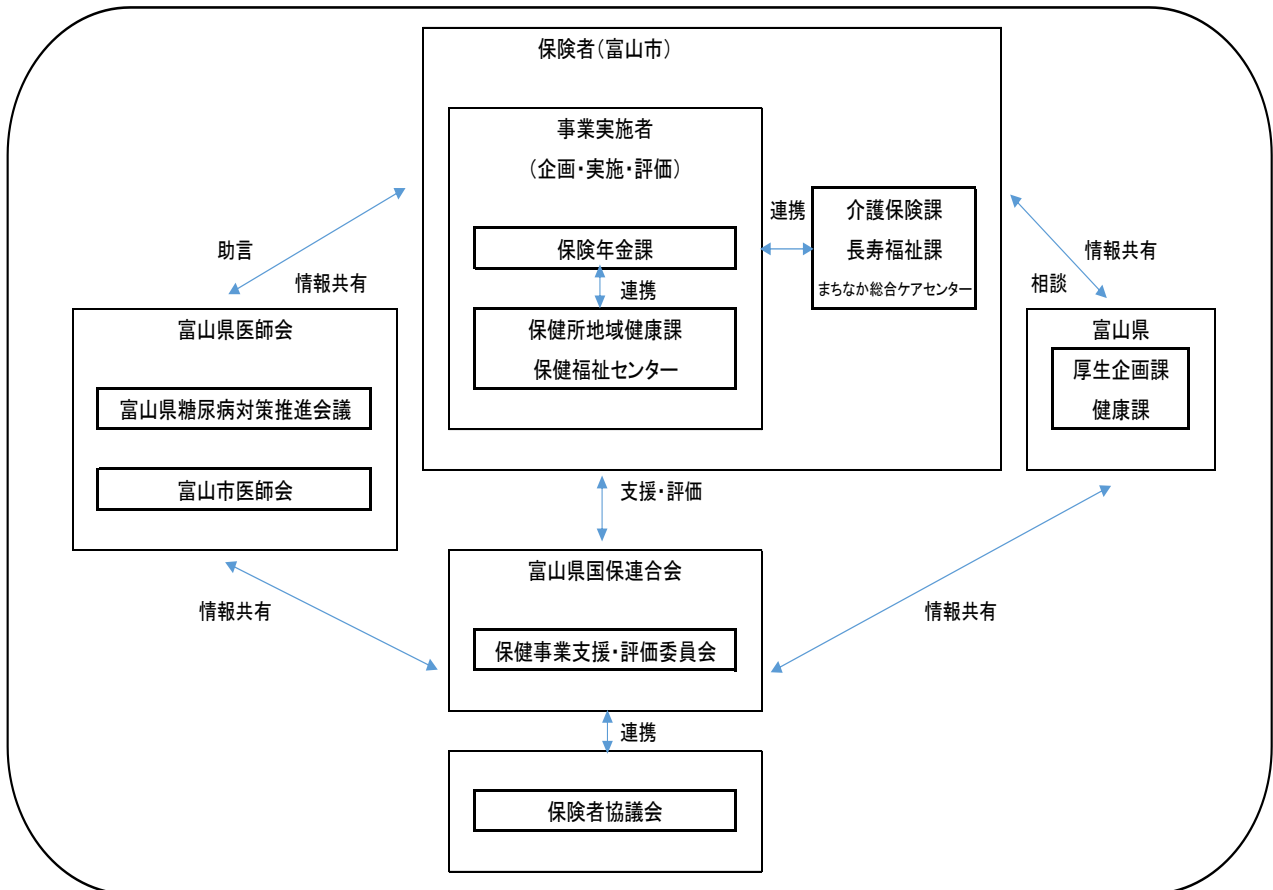 保険者(富山市)
事業実施者
(企画・実施・評価)
保険年金課
連携
保健所地域健康課
保健福祉センター
連携
介護保険課
長寿福祉課
まちなか総合ケアセンター
助言
情報共有
情報共有
相談
富山県医師会
富山県糖尿病対策推進会議
富山市医師会
富山県
厚生企画課
健康課
支援・評価
富山県国保連合会
保健事業支援・評価委員会
情報共有
情報共有
連携
保険者協議会